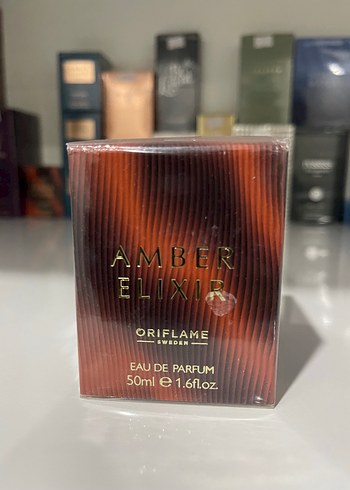 AMBER
ELIXIR
ORIFLAME
SWEDEN
EAU DE PARFUM
50ml ℮ 1.6fl.oz.